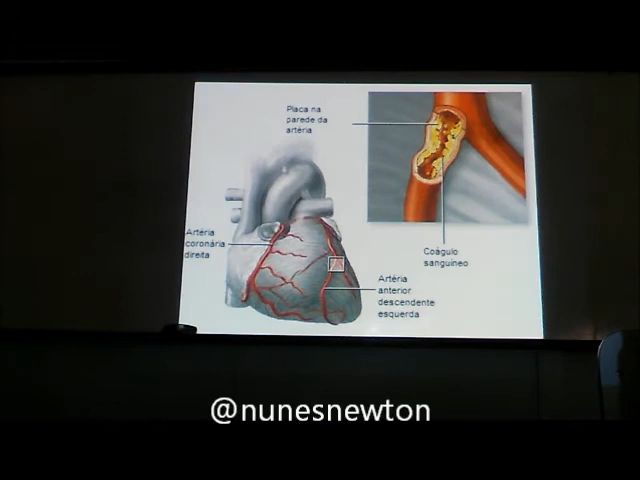 Placa na
parede da
artéria
Artéria
coronária
direita
Coágulo
sanguíneo
Artéria
anterior
descendente
esquerda
@nunesnewton